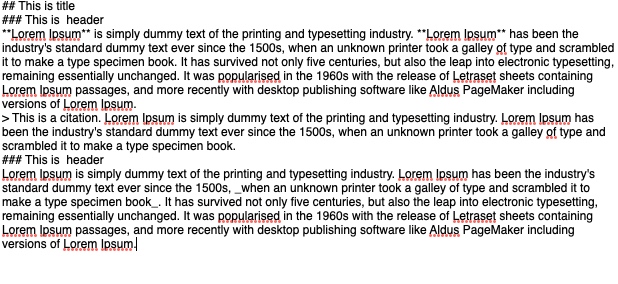 ## This is title
### This is  header
**Lorem Ipsum** is simply dummy text of the printing and typesetting industry. **Lorem Ipsum** has been the
industry's standard dummy text ever since the 1500s, when an unknown printer took a galley of type and scrambled
it to make a type specimen book. It has survived not only five centuries, but also the leap into electronic typesetting,
remaining essentially unchanged. It was popularised in the 1960s with the release of Letraset sheets containing
Lorem Ipsum passages, and more recently with desktop publishing software like Aldus PageMaker including
versions of Lorem Ipsum.
> This is a citation. Lorem Ipsum is simply dummy text of the printing and typesetting industry. Lorem Ipsum has
been the industry's standard dummy text ever since the 1500s, when an unknown printer took a galley of type and
scrambled it to make a type specimen book.
### This is  header
Lorem Ipsum is simply dummy text of the printing and typesetting industry. Lorem Ipsum has been the industry's
standard dummy text ever since the 1500s, _when an unknown printer took a galley of type and scrambled it to
make a type specimen book_. It has survived not only five centuries, but also the leap into electronic typesetting,
remaining essentially unchanged. It was popularised in the 1960s with the release of Letraset sheets containing
Lorem Ipsum passages, and more recently with desktop publishing software like Aldus PageMaker including
versions of Lorem Ipsum.